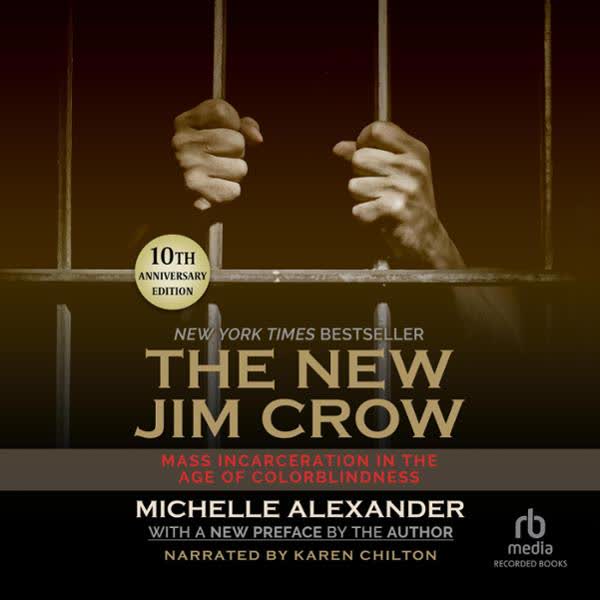 10TH
ANNIVERSARY
EDITION
NEW YORK TIMES BESTSELLER
THE NEW
JIM CROW
MASS INCARCERATION IN THE
AGE OF COLORBLINDNESS
MICHELLE ALEXANDER
WITH A NEW PREFACE BY THE AUTHOR
NARRATED BY KAREN CHILTON
rb
media
RECORDED BOOKS